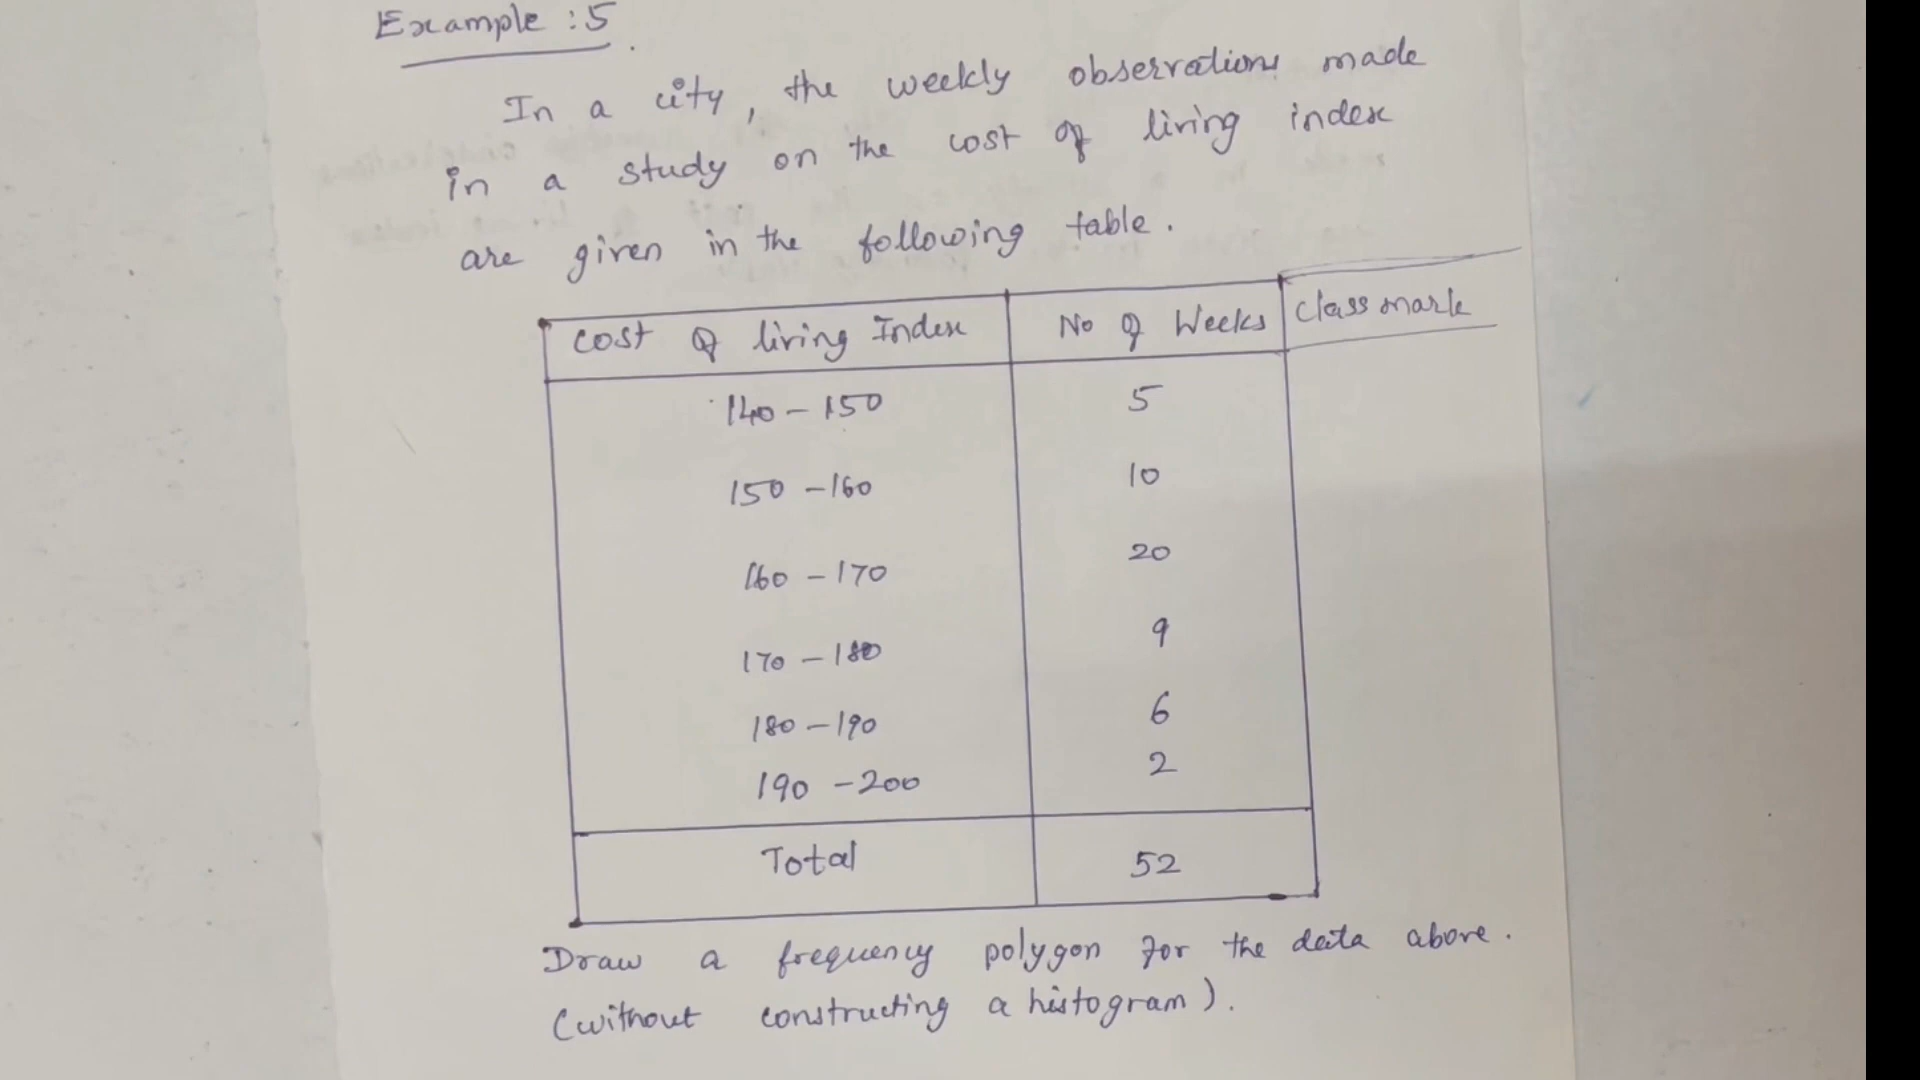 Example : 5
In a city, the weekly observations made
in a study on the cost of living index
are given in the following table.
Cost of living Index No of Weeks Class mark
140 - 150 5
150 - 160 10
160 - 170 20
170 - 180 9
180 - 190 6
190 - 200 2
Total 52
Draw a frequency polygon for the data above.
(without constructing a histogram).